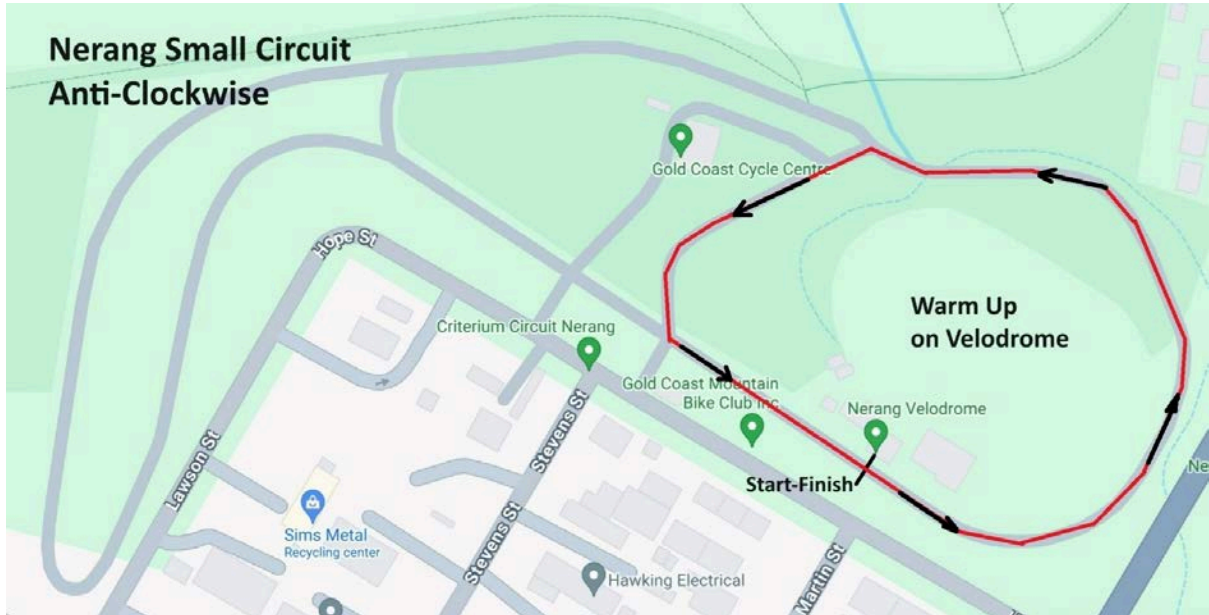 Nerang Small Circuit
Anti-Clockwise
Gold Coast Cycle Centre
Hope St
Warm Up
on Velodrome
Criterium Circuit Nerang
Gold Coast Mountain
Bike Club Inc
Nerang Velodrome
Lawson St
Stevens St
Start-Finish
Ne
Sims Metal
Recycling center
Stevens St
Hawking Electrical
Martin St